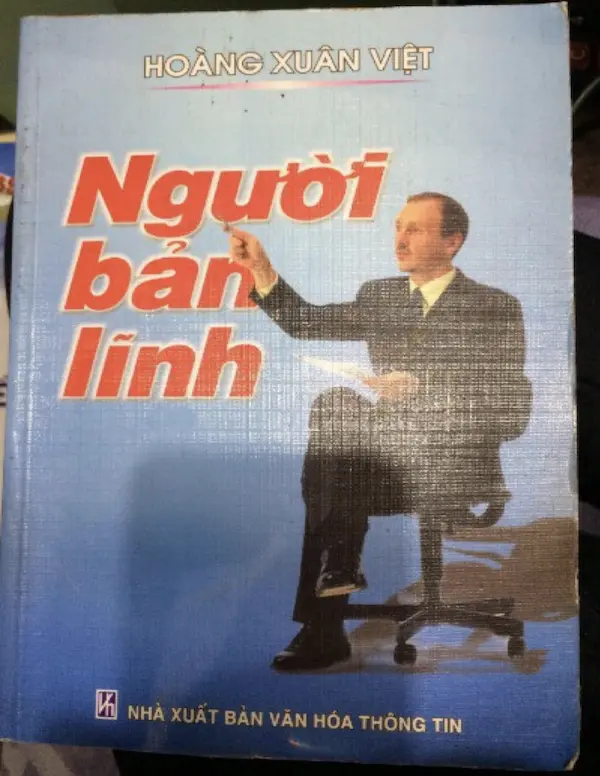 HOÀNG XUÂN VIỆT
Người
bản
lĩnh
NHÀ XUẤT BẢN VĂN HÓA THÔNG TIN